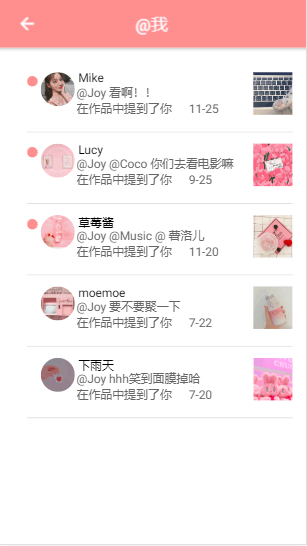 @我
Mike
@Joy 看啊！！
在作品中提到了你 11-25
Lucy
@Joy @Coco 你们去看电影嘛
在作品中提到了你 9-25
草莓酱
@Joy @Music @ 蒋洛儿
在作品中提到了你 11-20
moemoe
@Joy 要不要聚一下
在作品中提到了你 7-22
下雨天
@Joy hhh笑到面膜掉哈
在作品中提到了你 7-20